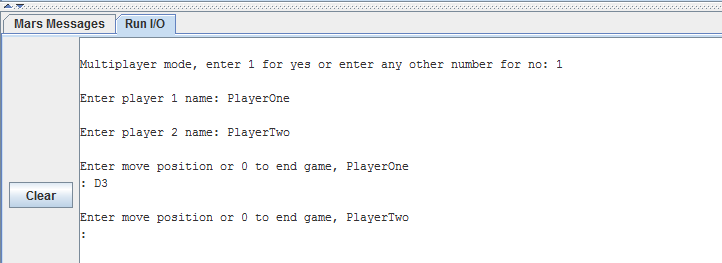 Mars Messages Run I/O
Multiplayer mode, enter 1 for yes or enter any other number for no: 1
Enter player 1 name: PlayerOne
Enter player 2 name: PlayerTwo
Enter move position or 0 to end game, PlayerOne
: D3
Clear
Enter move position or 0 to end game, PlayerTwo
: